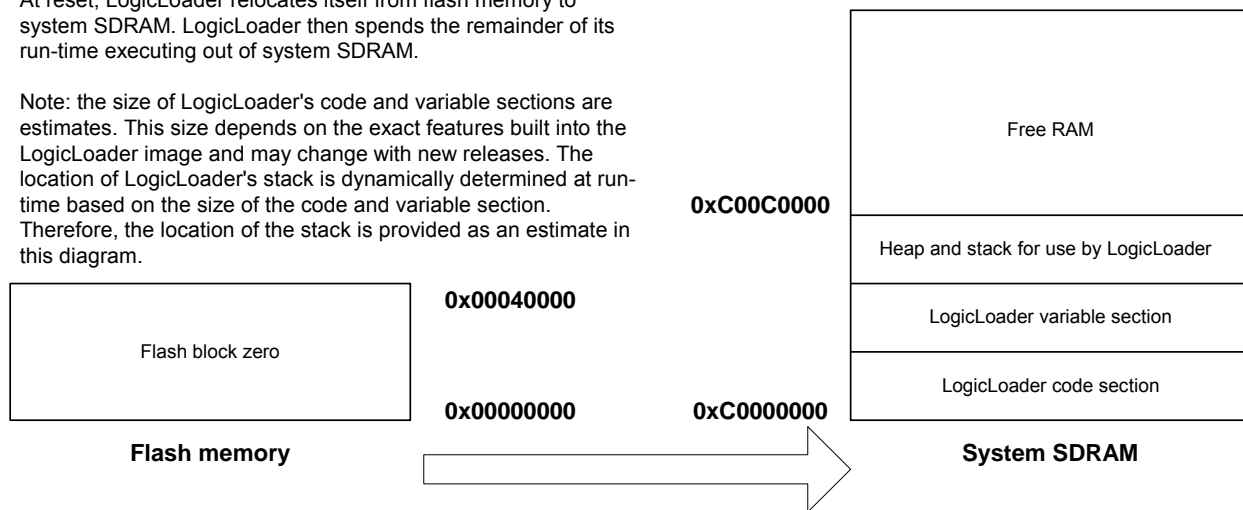 At reset, LogicLoader relocates itself from flash memory to
system SDRAM. LogicLoader then spends the remainder of its
run-time executing out of system SDRAM.
Note: the size of LogicLoader's code and variable sections are
estimates. This size depends on the exact features built into the
LogicLoader image and may change with new releases. The
location of LogicLoader's stack is dynamically determined at run-
time based on the size of the code and variable section.
Therefore, the location of the stack is provided as an estimate in
this diagram.
Free RAM
0xC00C0000
Heap and stack for use by LogicLoader
0x00040000
LogicLoader variable section
Flash block zero
LogicLoader code section
0x00000000
0xC0000000
Flash memory
System SDRAM